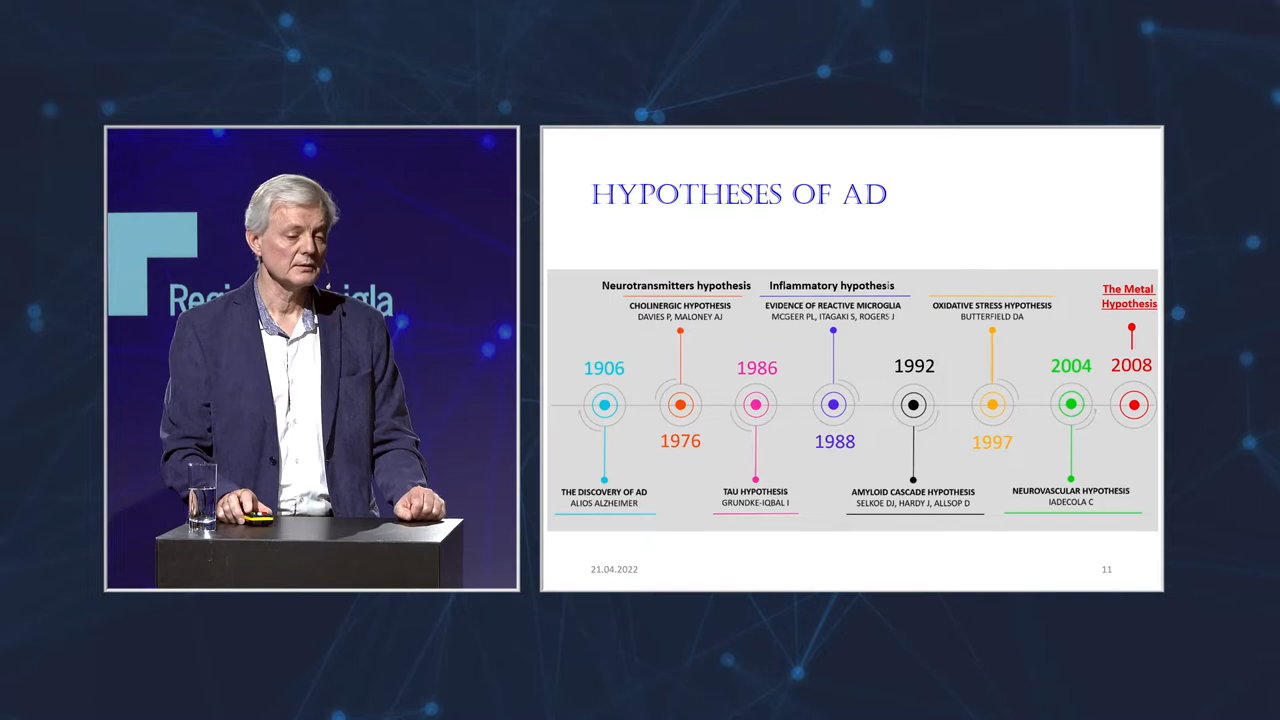 Reg igla
HYPOTHESES OF AD
Neurotransmitters hypothesis
CHOLINERGIC HYPOTHESIS
DAVIES P, MALONEY AJ
Inflammatory hypothesis
EVIDENCE OF REACTIVE MICROGLIA
MCGEER PL, ITAGAKI S, ROGERS J
OXIDATIVE STRESS HYPOTHESIS
BUTTERFIELD DA
The Metal
Hypothesis
1906
1986
1992
2004
2008
1976
1988
1997
THE DISCOVERY OF AD
ALIOS ALZHEIMER
TAU HYPOTHESIS
GRUNDKE-IQBAL I
AMYLOID CASCADE HYPOTHESIS
SELKOE DJ, HARDY J, ALLSOP D
NEUROVASCULAR HYPOTHESIS
IADECOLA C
21.04.2022
11